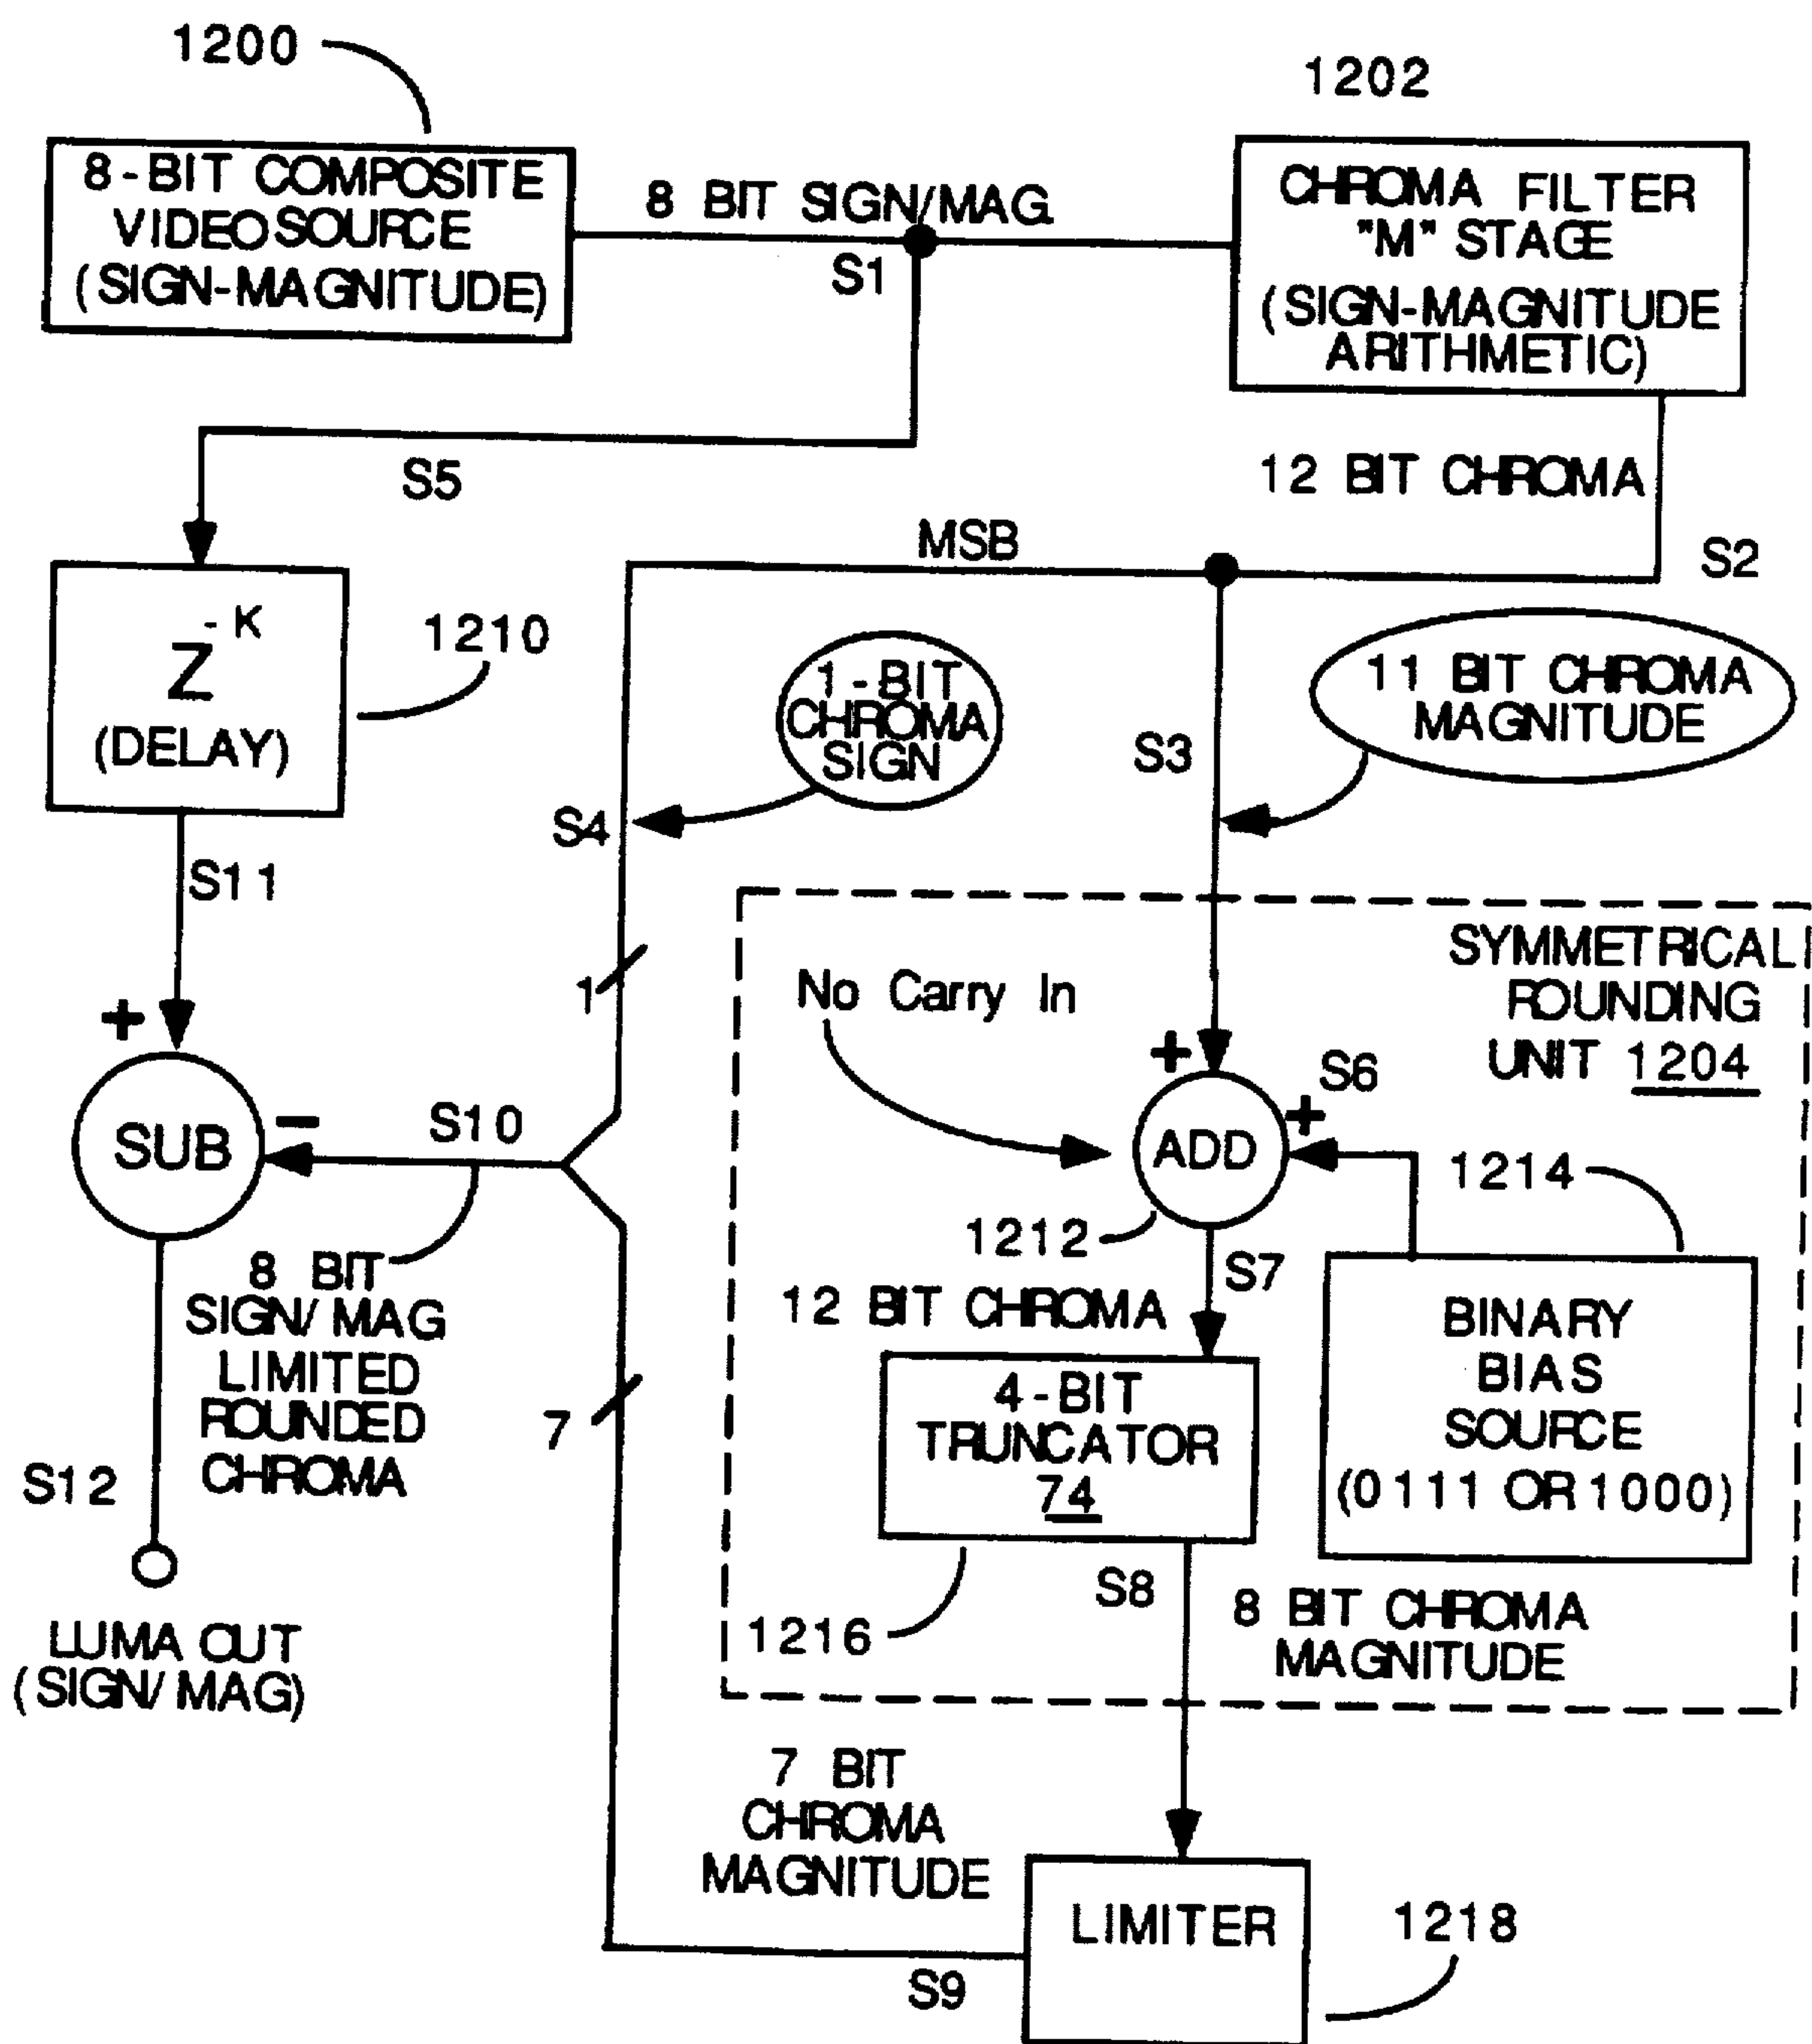 1200
1202
8-BIT COMPOSITE
VIDEO SOURCE
(SIGN-MAGNITUDE)
8 BIT SIGN/MAG.
S1
CHROMA FILTER
"M" STAGE
(SIGN-MAGNITUDE
ARITHMETIC)
S5
12 BIT CHROMA
MSB
S2
Z
-K
(DELAY)
1210
1-BIT
CHROMA
SIGN
11 BIT CHROMA
MAGNITUDE
S3
S4
S11
SYMMETRICAL
ROUNDING
UNIT 1204
No Carry In
1
+
+
S6
+
SUB
-
S10
ADD
1214
1212
S7
8 BIT
SIGN/MAG
LIMITED
ROUNDED
CHROMA
12 BIT CHROMA
BINARY
BIAS
SOURCE
(0111 OR 1000)
4-BIT
TRUNCATOR
74
7
S12
S8
1216
8 BIT CHROMA
MAGNITUDE
LUMA OUT
(SIGN/MAG)
7 BIT
CHROMA
MAGNITUDE
LIMITER
1218
S9